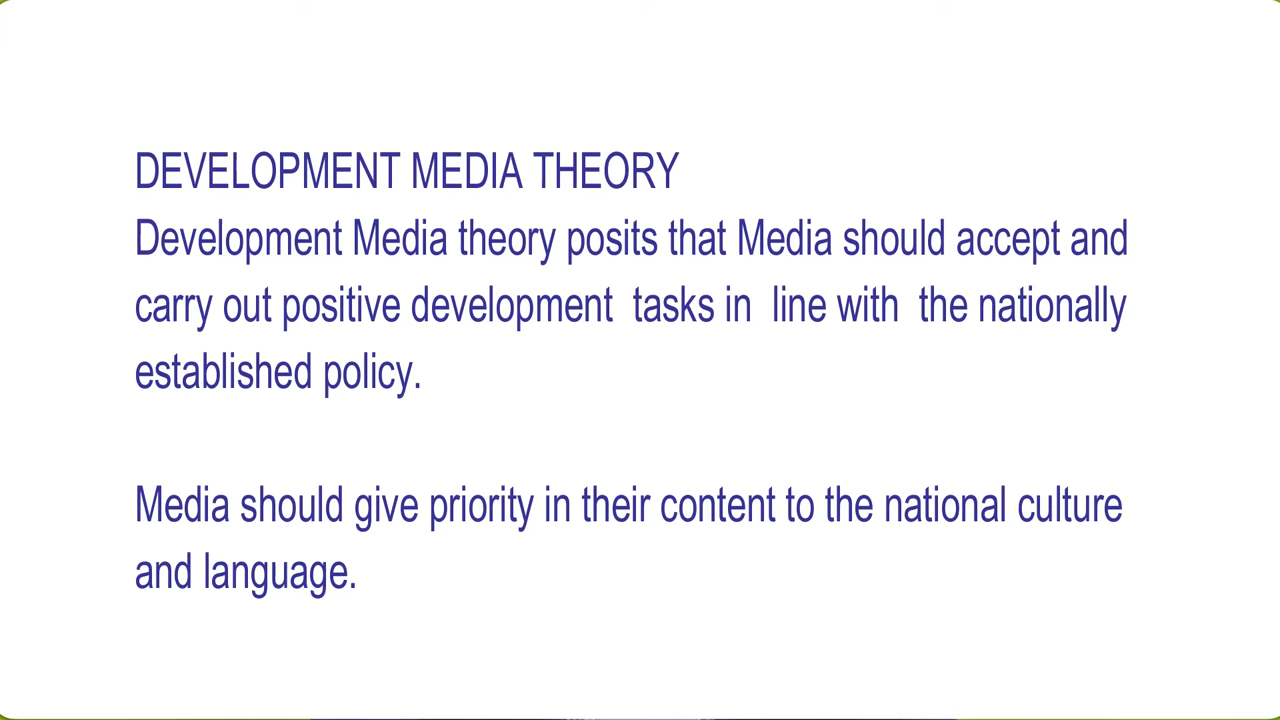 DEVELOPMENT MEDIA THEORY
Development Media theory posits that Media should accept and
carry out positive development tasks in line with the nationally
established policy.
Media should give priority in their content to the national culture
and language.